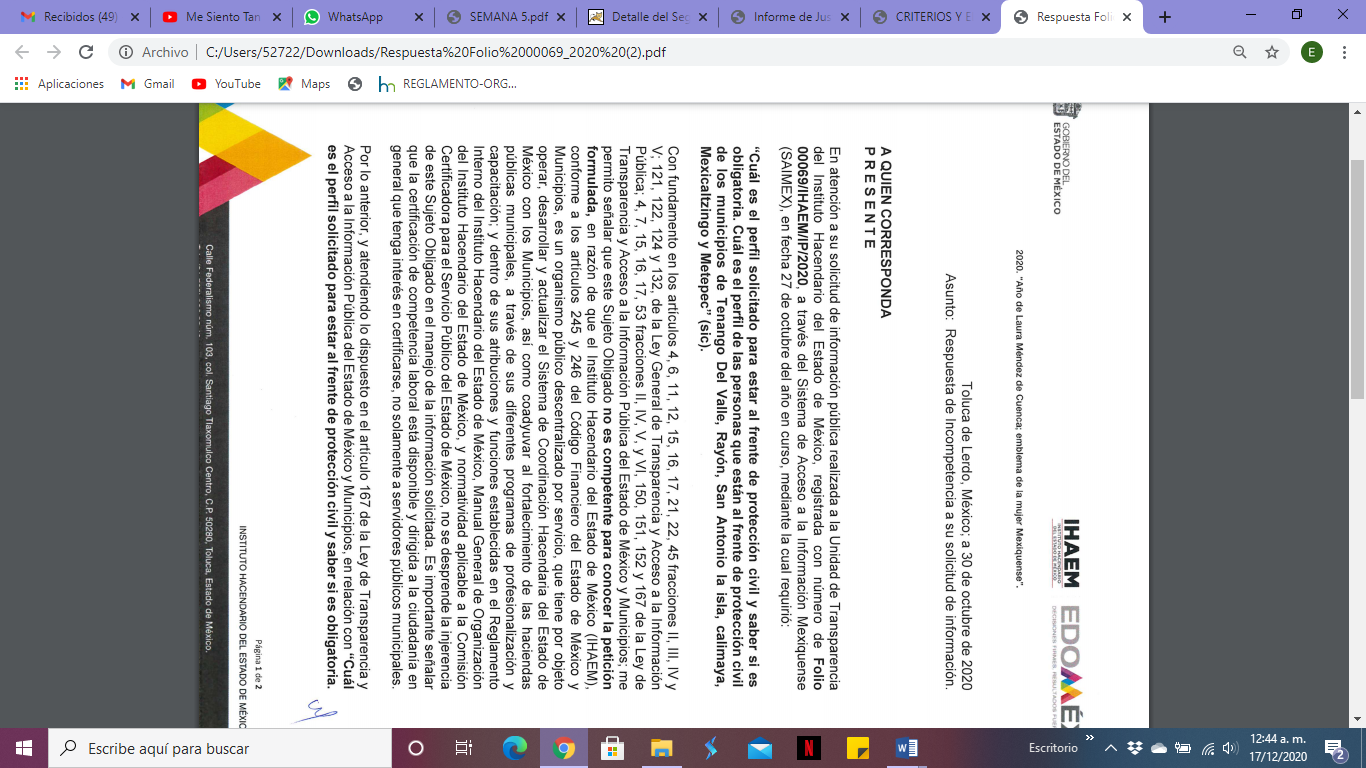 Recibidos (49)
Me Siento Tan
WhatsApp
SEMANA 5.pdf
Detalle del Seg
Informe de Jus
CRITERIOS Y E
Respuesta Foli
Archivo
C:/Users/52722/Downloads/Respuesta%20Folio%2000069_2020%20(2).pdf
E
Aplicaciones
Gmail
YouTube
Maps
REGLAMENTO-ORG...
GOBIERNO DEL
ESTADO DE MÉXICO
IHAEM
INSTITUTO HACENDARIO
DEL ESTADO DE MÉXICO
EDOMÉX
DECISIONES FIRMES, RESULTADOS FUER
2020. "Año de Laura Méndez de Cuenca; emblema de la mujer Mexiquense".
Toluca de Lerdo, México; a 30 de octubre de 2020
Asunto: Respuesta de Incompetencia a su solicitud de información.
A QUIEN CORRESPONDA
P R E S E N T E
En atención a su solicitud de información pública realizada a la Unidad de Transparencia
del Instituto Hacendario del Estado de México, registrada con número de Folio
00069/IHAEM/IP/2020, a través del Sistema de Acceso a la Información Mexiquense
(SAIMEX), en fecha 27 de octubre del año en curso, mediante la cual requirió:
"Cuál es el perfil solicitado para estar al frente de protección civil y saber si es
obligatoria. Cuál es el perfil de las personas que están al frente de protección civil
de los municipios de Tenango Del Valle, Rayón, San Antonio la isla, calimaya,
Mexicaltzingo y Metepec" (sic).
Con fundamento en los artículos 4, 6, 11, 12, 15, 16, 17, 21, 22, 45 fracciones II, III, IV y
V; 121, 122, 124 y 132, de la Ley General de Transparencia y Acceso a la Información
Pública; 4, 7, 15, 16, 17, 53 fracciones II, IV, V, y VI, 150, 151, 152 y 167 de la Ley de
Transparencia y Acceso a la Información Pública del Estado de México y Municipios; me
permito señalar que este Sujeto Obligado no es competente para conocer la petición
formulada, en razón de que el Instituto Hacendario del Estado de México (IHAEM),
conforme a los artículos 245 y 246 del Código Financiero del Estado de México y
Municipios, es un organismo público descentralizado por servicio, que tiene por objeto
operar, desarrollar y actualizar el Sistema de Coordinación Hacendaria del Estado de
México con los Municipios, así como coadyuvar al fortalecimiento de las haciendas
públicas municipales, a través de sus diferentes programas de profesionalización y
capacitación; y dentro de sus atribuciones y funciones establecidas en el Reglamento
Interno del Instituto Hacendario del Estado de México, Manual General de Organización
del Instituto Hacendario del Estado de México, y normatividad aplicable a la Comisión
Certificadora para el Servicio Público del Estado de México, no se desprende la injerencia
de este Sujeto Obligado en el manejo de la información solicitada. Es importante señalar
que la certificación de competencia laboral está disponible y dirigida a la ciudadanía en
general que tenga interés en certificarse, no solamente a servidores públicos municipales.
Por lo anterior, y atendiendo lo dispuesto en el artículo 167 de la Ley de Transparencia y
Acceso a la Información Pública del Estado de México y Municipios, en relación con "Cuál
es el perfil solicitado para estar al frente de protección civil y saber si es obligatoria.
Página 1 de 2
INSTITUTO HACENDARIO DEL ESTADO DE MÉXIC
Calle Federalismo núm. 103, col. Santiago Tlaxomulco Centro, C.P. 50280, Toluca, Estado de México.
Escribe aquí para buscar
Escritorio
12:44 a. m.
17/12/2020
2